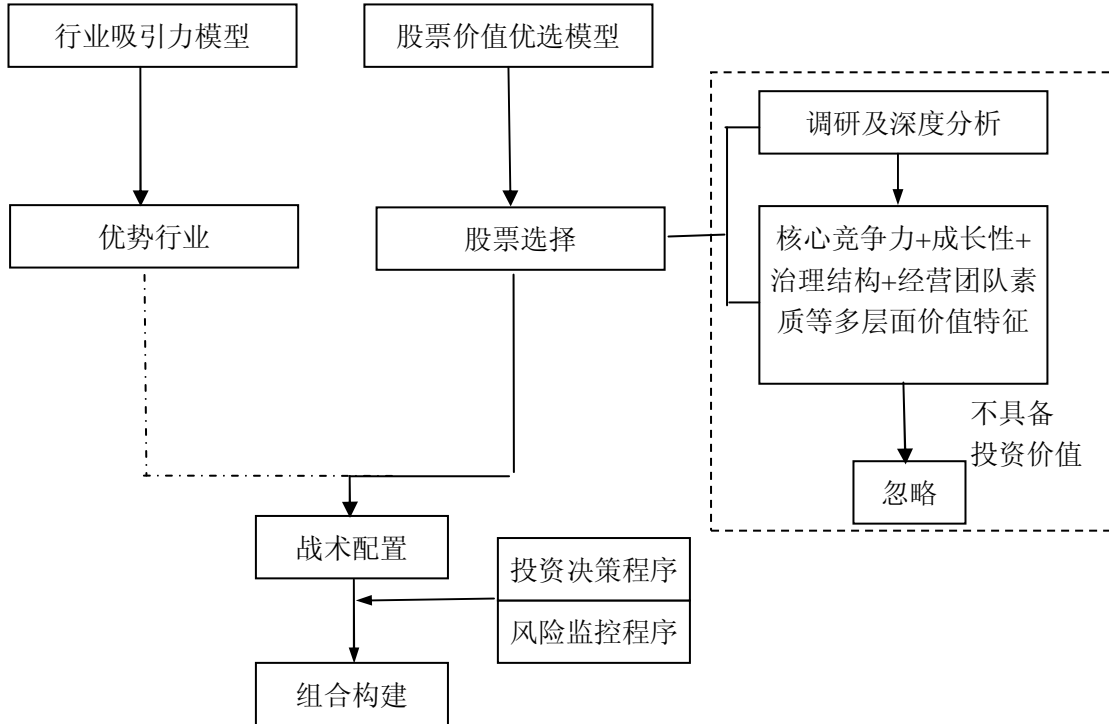 行业吸引力模型
股票价值优选模型
调研及深度分析
优势行业
股票选择
核心竞争力+成长性+
治理结构+经营团队素
质等多层面价值特征
不具备
投资价值
忽略
战术配置
投资决策程序
风险监控程序
组合构建